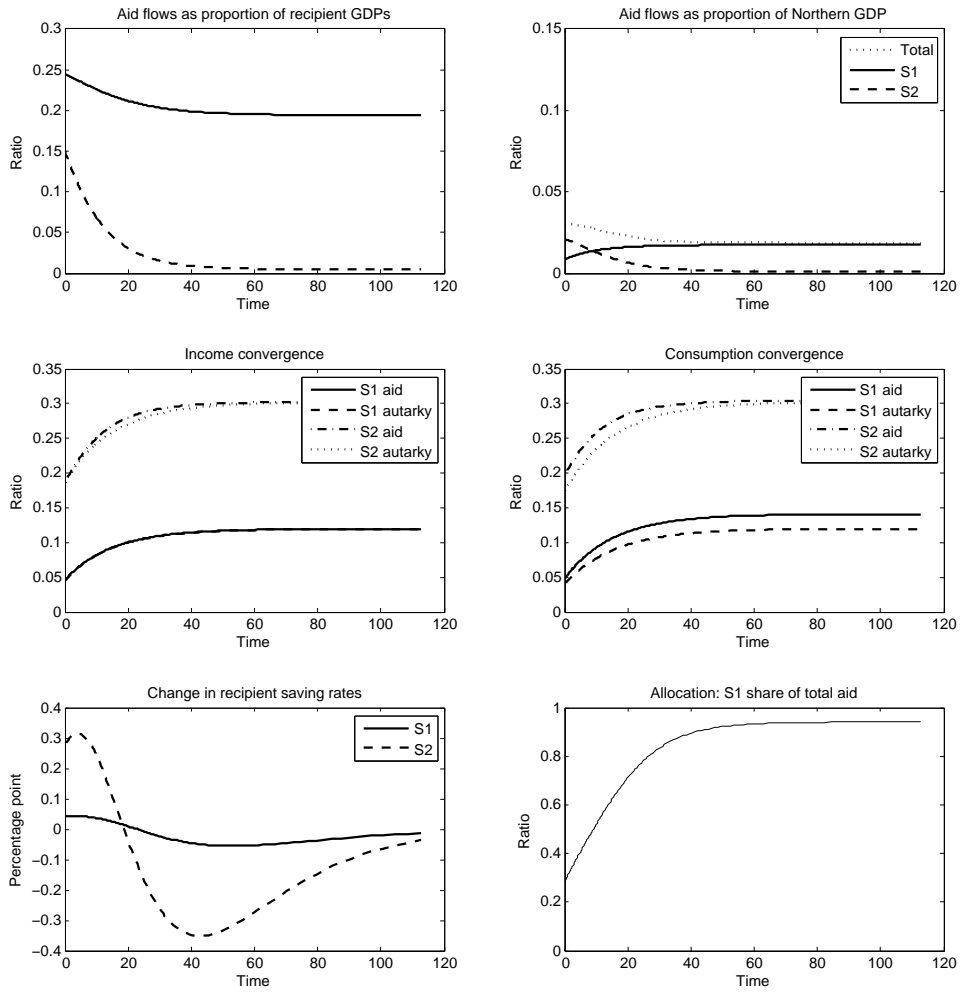 Aid flows as proportion of recipient GDPs
0.3
0.25
0.2
0.15
0.1
0.05
0
Ratio
0 20 40 60 80 100 120
Time
Aid flows as proportion of Northern GDP
0.15
0.1
0.05
0
Ratio
Total
S1
S2
0 20 40 60 80 100 120
Time
Income convergence
0.35
0.3
0.25
0.2
0.15
0.1
0.05
0
Ratio
S1 aid
S1 autarky
S2 aid
S2 autarky
0 20 40 60 80 100 120
Time
Consumption convergence
0.35
0.3
0.25
0.2
0.15
0.1
0.05
0
Ratio
S1 aid
S1 autarky
S2 aid
S2 autarky
0 20 40 60 80 100 120
Time
Change in recipient saving rates
0.4
0.3
0.2
0.1
0
−0.1
−0.2
−0.3
−0.4
Percentage point
S1
S2
0 20 40 60 80 100 120
Time
Allocation: S1 share of total aid
1
0.8
0.6
0.4
0.2
0
Ratio
0 20 40 60 80 100 120
Time